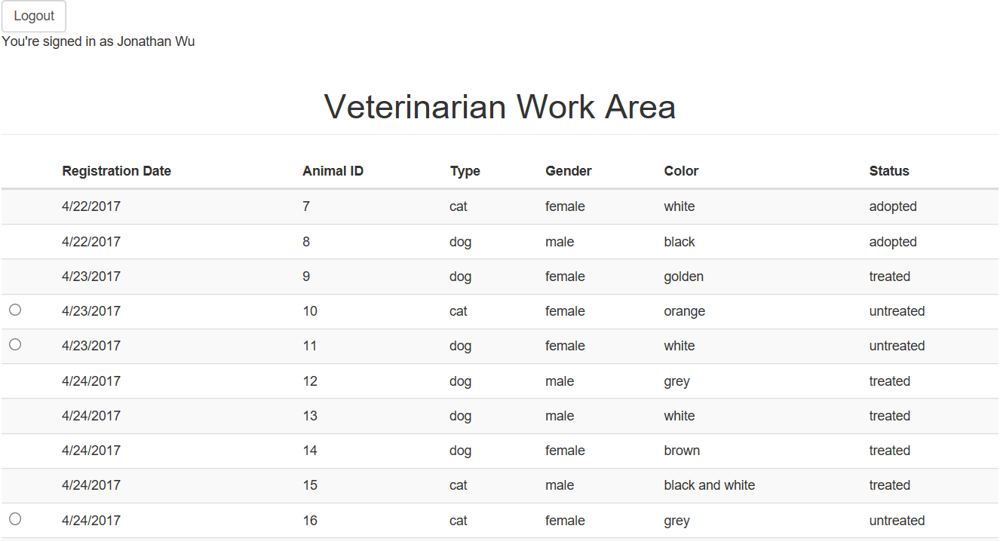 Logout
You're signed in as Jonathan Wu
Veterinarian Work Area
Registration Date Animal ID Type Gender Color Status
4/22/2017 7 cat female white adopted
4/22/2017 8 dog male black adopted
4/23/2017 9 dog female golden treated
4/23/2017 10 cat female orange untreated
4/23/2017 11 dog female white untreated
4/24/2017 12 dog male grey treated
4/24/2017 13 dog male white treated
4/24/2017 14 dog female brown treated
4/24/2017 15 cat male black and white treated
4/24/2017 16 cat female grey untreated